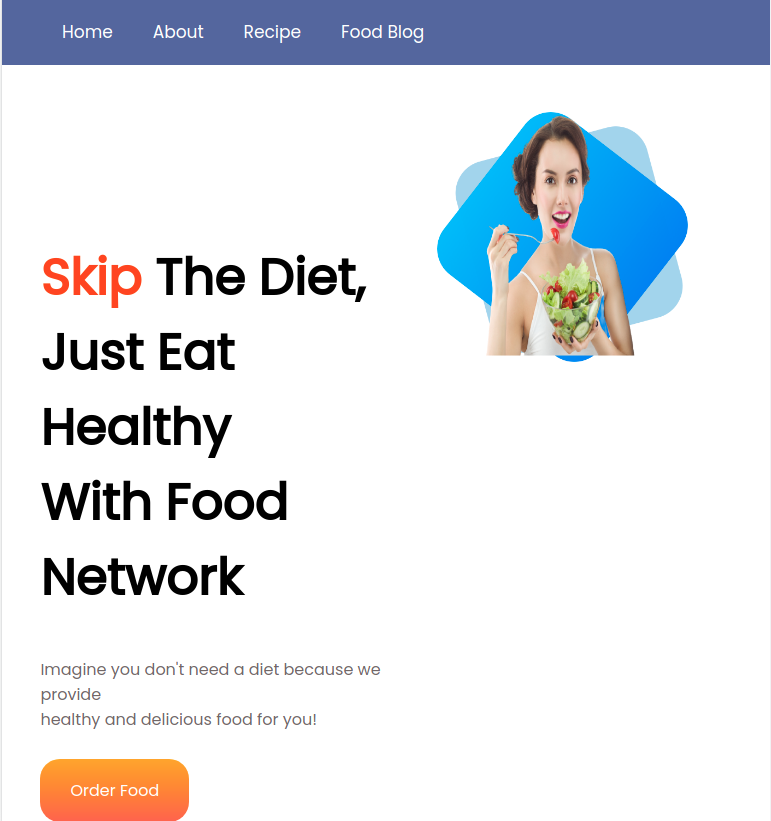 Home About Recipe Food Blog
Skip The Diet,
Just Eat
Healthy
With Food
Network
Imagine you don't need a diet because we
provide
healthy and delicious food for you!
Order Food